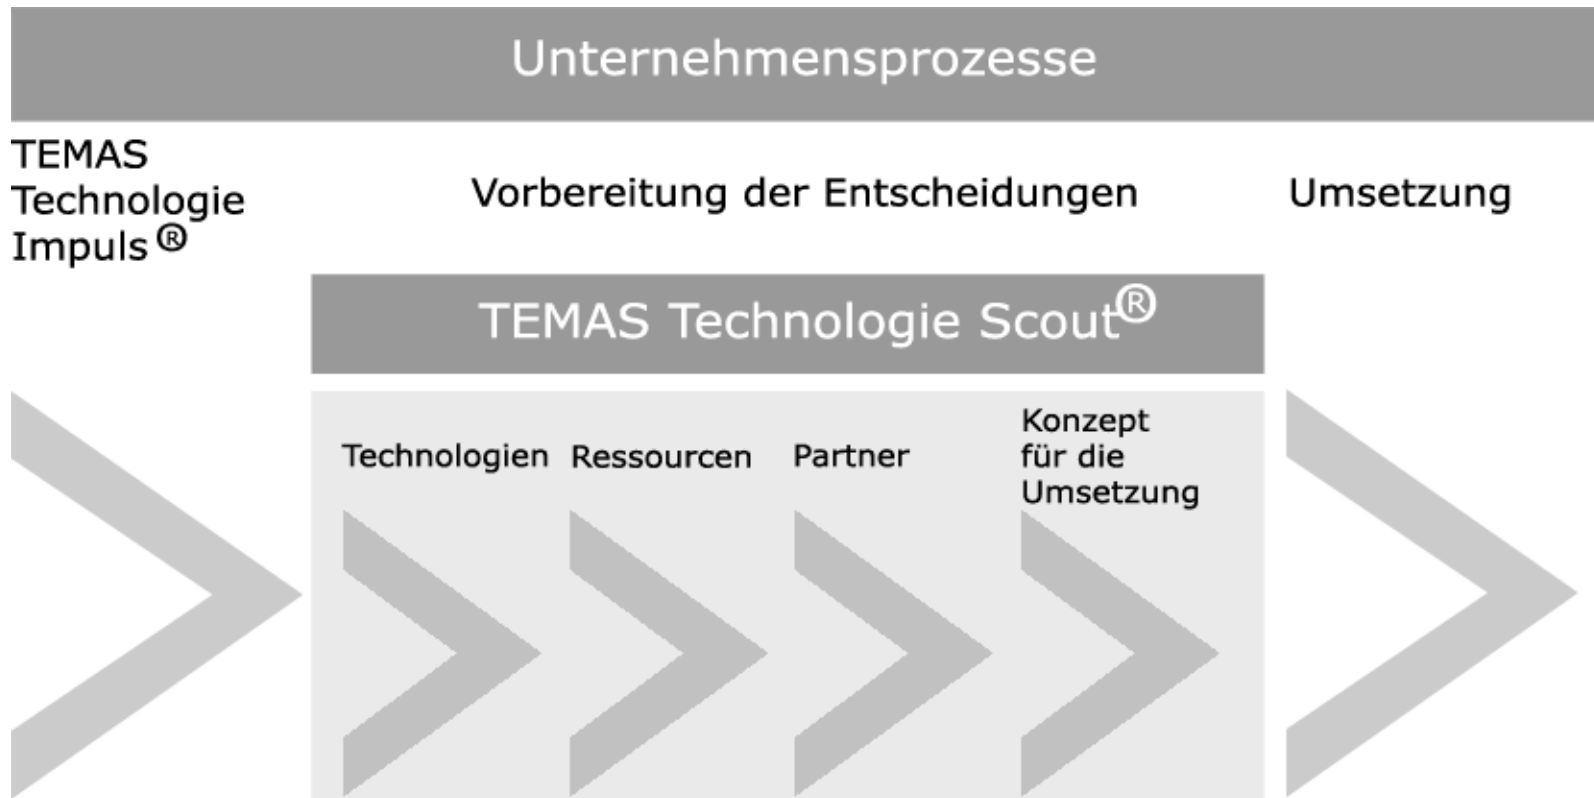 Unternehmensprozesse
TEMAS
Technologie
Impuls ®
Vorbereitung der Entscheidungen
Umsetzung
TEMAS Technologie Scout®
Technologien
Ressourcen
Partner
Konzept
für die
Umsetzung